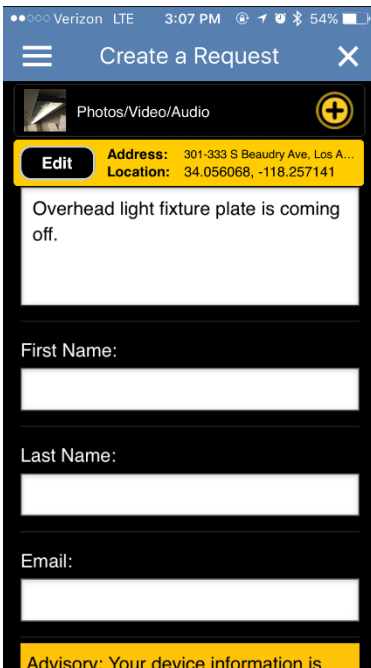 Verizon LTE 3:07 PM 54%
Create a Request
Photos/Video/Audio
Edit
Address: 301-333 S Beaudry Ave, Los A...
Location: 34.056068, -118.257141
Overhead light fixture plate is coming
off.
First Name:
Last Name:
Email:
Advisory: Your device information is